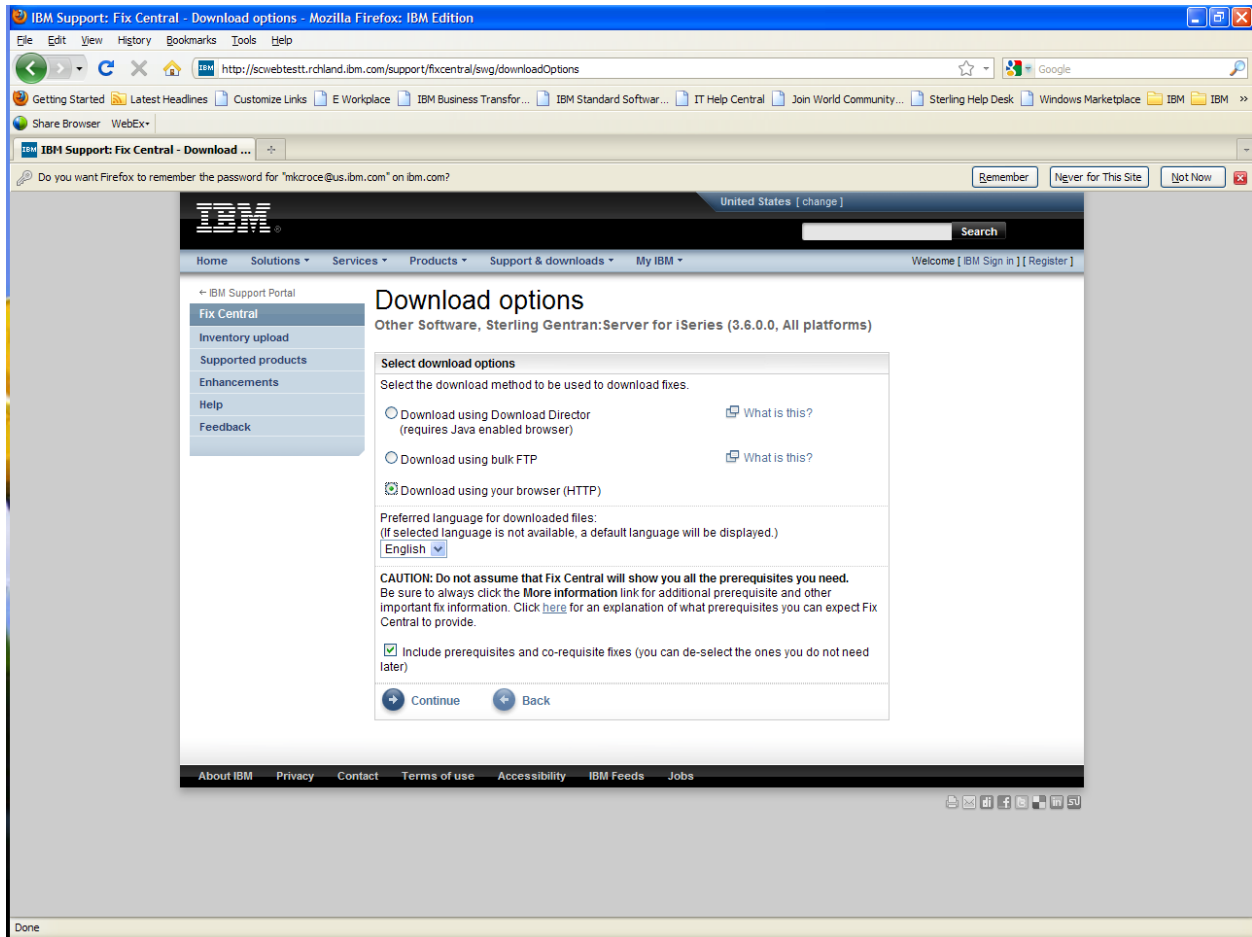 IBM Support: Fix Central - Download options - Mozilla Firefox: IBM Edition
File Edit View History Bookmarks Tools Help
IBM http://scwebtestt.rchland.ibm.com/support/fixcentral/swg/downloadOptions Google
Getting Started Latest Headlines Customize Links E Workplace IBM Business Transfor... IBM Standard Softwar... IT Help Central Join World Community... Sterling Help Desk Windows Marketplace IBM IBM »
Share Browser WebEx
IBM IBM Support: Fix Central - Download ...
Do you want Firefox to remember the password for "mkcroce@us.ibm.com" on ibm.com? Remember Never for This Site Not Now
United States [ change ]
IBM®
Search
Home Solutions Services Products Support & downloads My IBM Welcome [ IBM Sign in ] [ Register ]
← IBM Support Portal
Fix Central
Inventory upload
Supported products
Enhancements
Help
Feedback
Download options
Other Software, Sterling Gentran:Server for iSeries (3.6.0.0, All platforms)
Select download options
Select the download method to be used to download fixes.
Download using Download Director What is this?
(requires Java enabled browser)
Download using bulk FTP What is this?
Download using your browser (HTTP)
Preferred language for downloaded files:
(If selected language is not available, a default language will be displayed.)
English
CAUTION: Do not assume that Fix Central will show you all the prerequisites you need.
Be sure to always click the More information link for additional prerequisite and other
important fix information. Click here for an explanation of what prerequisites you can expect Fix
Central to provide.
Include prerequisites and co-requisite fixes (you can de-select the ones you do not need
later)
Continue Back
About IBM Privacy Contact Terms of use Accessibility IBM Feeds Jobs
Done